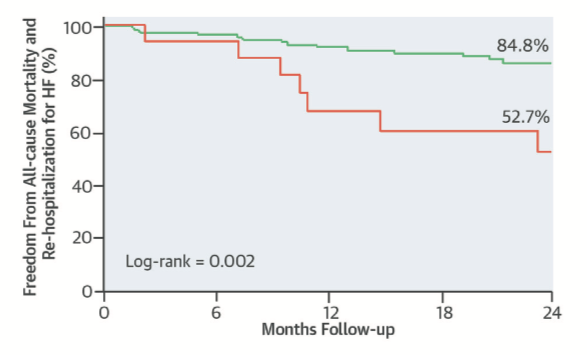 Freedom From All-cause Mortality and
Re-hospitalization for HF (%)
100
80
60
40
20
0
84.8%
52.7%
Log-rank = 0.002
0 6 12 18 24
Months Follow-up